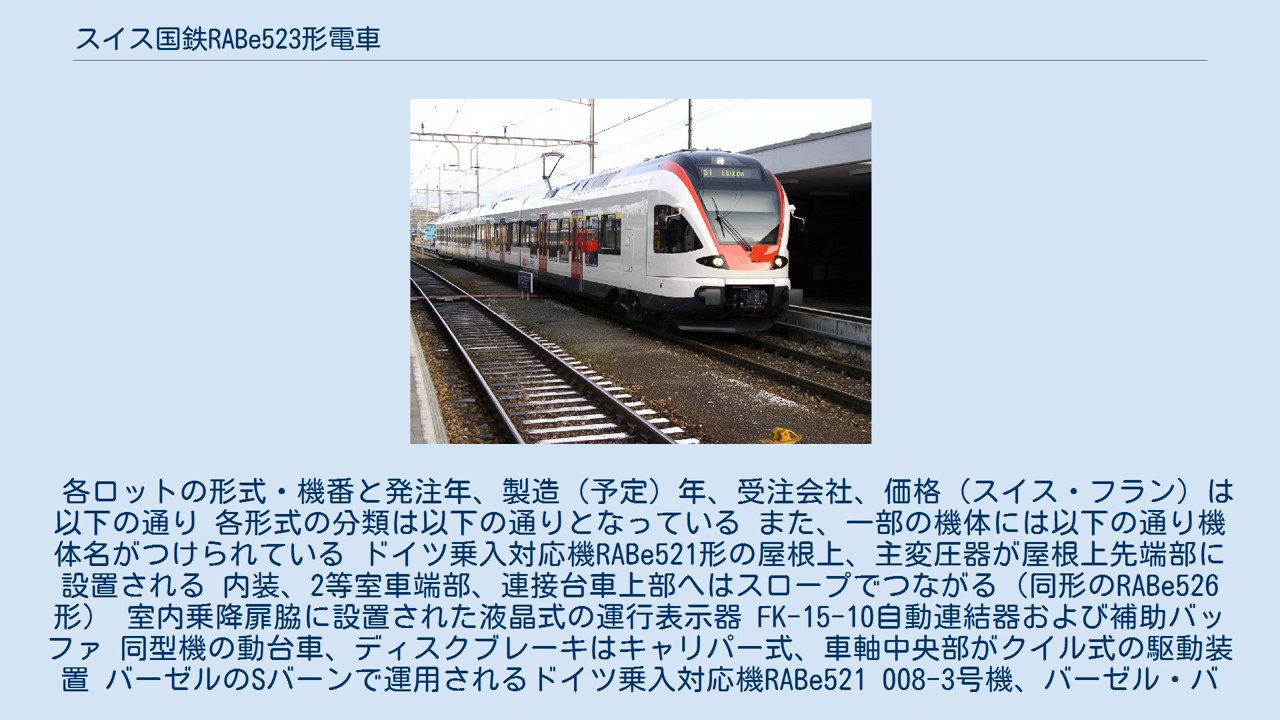 スイス国鉄RABe523形電車
S1
各ロットの形式・機番と発注年、製造（予定）年、受注会社、価格（スイス・フラン）は
以下の通り 各形式の分類は以下の通りとなっている また、一部の機体には以下の通り機
体名がつけられている ドイツ乗入対応機RABe521形の屋根上、主変圧器が屋根上先端部に
設置される 内装、2等室車端部、連接台車上部へはスロープでつながる（同形のRABe526
形） 室内乗降扉脇に設置された液晶式の運行表示器 FK-15-10自動連結器および補助バッ
ファ 同型機の動台車、ディスクブレーキはキャリパー式、車軸中央部がクイル式の駆動装
置 バーゼルのSバーンで運用されるドイツ乗入対応機RABe521 008-3号機、バーゼル・バ